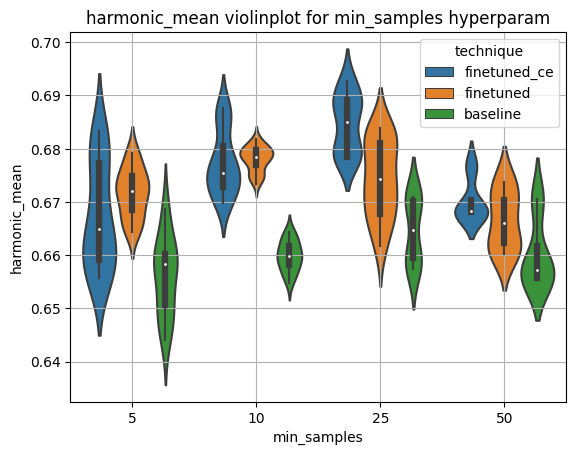 harmonic_mean violinplot for min_samples hyperparam
0.70
0.69
0.68
0.67
0.66
0.65
0.64
harmonic_mean
technique
finetuned_ce
finetuned
baseline
5
10
25
50
min_samples